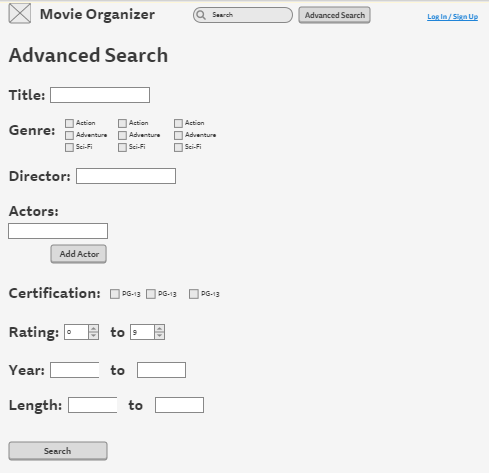 Movie Organizer Search Advanced Search Log In / Sign Up
Advanced Search
Title:
Genre:
Action Action Action
Adventure Adventure Adventure
Sci-Fi Sci-Fi Sci-Fi
Director:
Actors:
Add Actor
Certification: PG-13 PG-13 PG-13
Rating: 0 to 9
Year: to
Length: to
Search